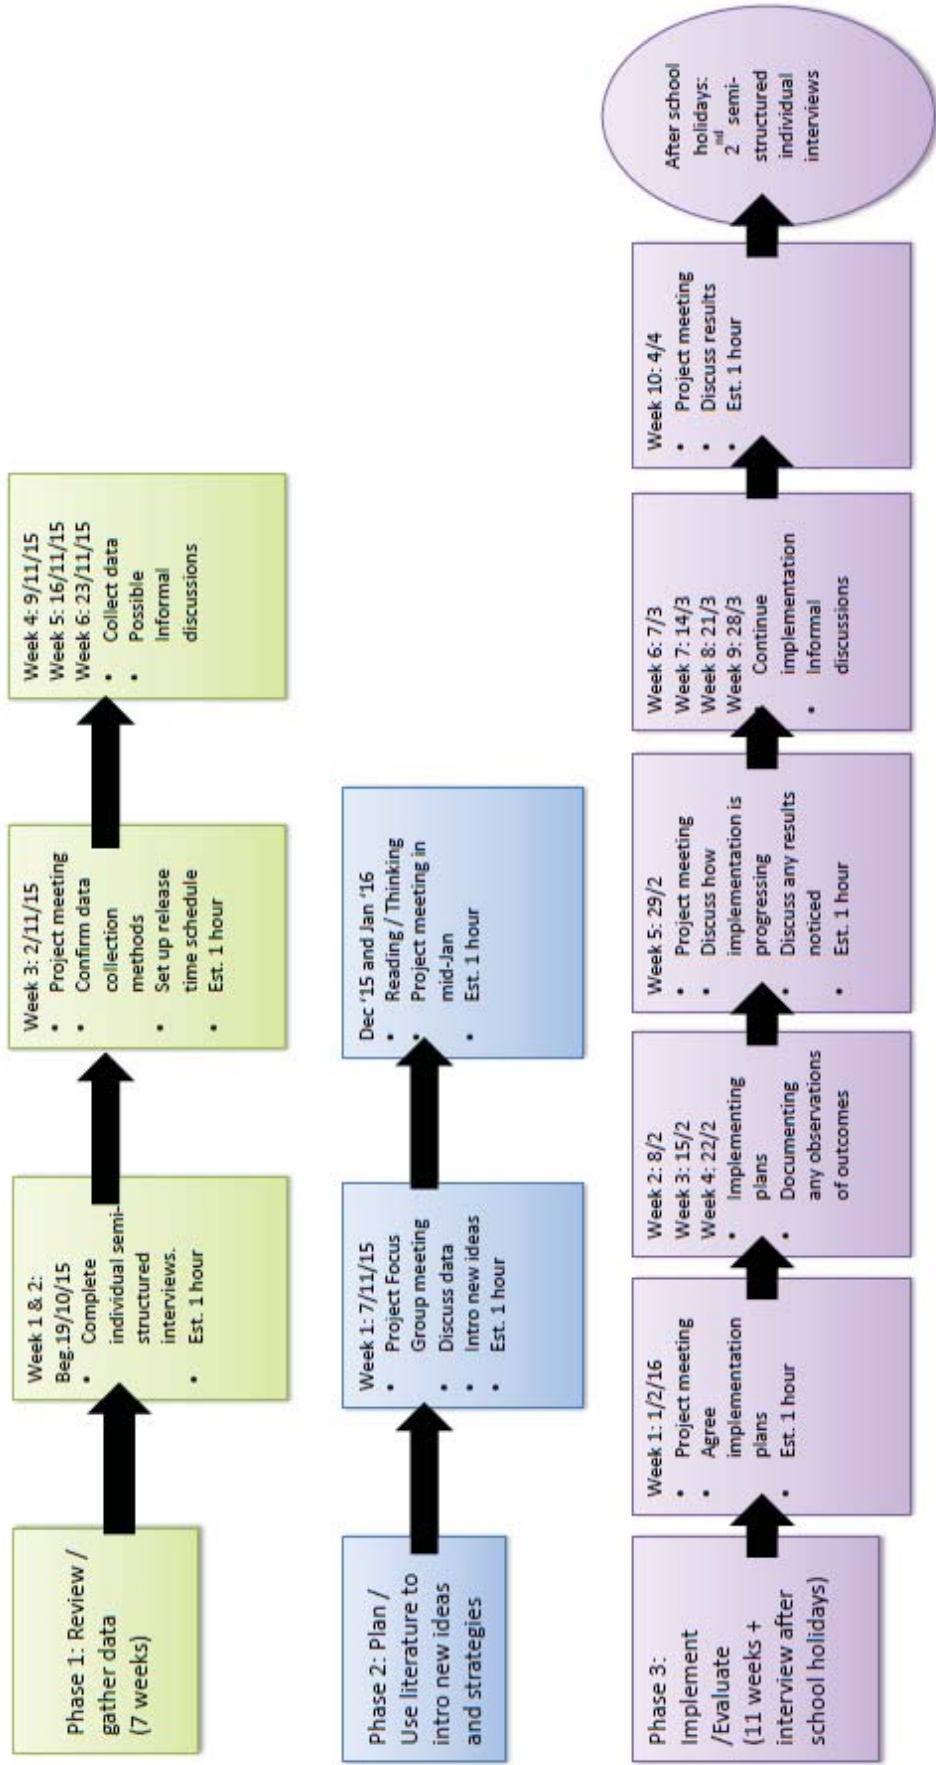 Phase 1: Review /
gather data
(7 weeks)
Week 1 & 2:
Beg.19/10/15
• Complete
individual semi-
structured
interviews.
• Est. 1 hour
Week 3: 2/11/15
• Project meeting
• Confirm data
collection
methods
• Set up release
time schedule
• Est. 1 hour
Week 4: 9/11/15
Week 5: 16/11/15
Week 6: 23/11/15
• Collect data
• Possible
Informal
discussions
Phase 2: Plan /
Use literature to
intro new ideas
and strategies
Week 1: 7/11/15
• Project Focus
Group meeting
• Discuss data
• Intro new ideas
• Est. 1 hour
Dec '15 and Jan '16
• Reading / Thinking
• Project meeting in
mid-Jan
• Est. 1 hour
Phase 3:
Implement
/Evaluate
(11 weeks +
interview after
school holidays)
Week 1: 1/2/16
• Project meeting
• Agree
implementation
plans
• Est. 1 hour
Week 2: 8/2
Week 3: 15/2
Week 4: 22/2
• Implementing
plans
• Documenting
any observations
of outcomes
Week 5: 29/2
• Project meeting
• Discuss how
implementation is
progressing
• Discuss any results
noticed
• Est. 1 hour
Week 6: 7/3
Week 7: 14/3
Week 8: 21/3
Week 9: 28/3
• Continue
implementation
• Informal
discussions
Week 10: 4/4
• Project meeting
• Discuss results
• Est. 1 hour
After school
holidays:
2nd semi-
structured
individual
interviews